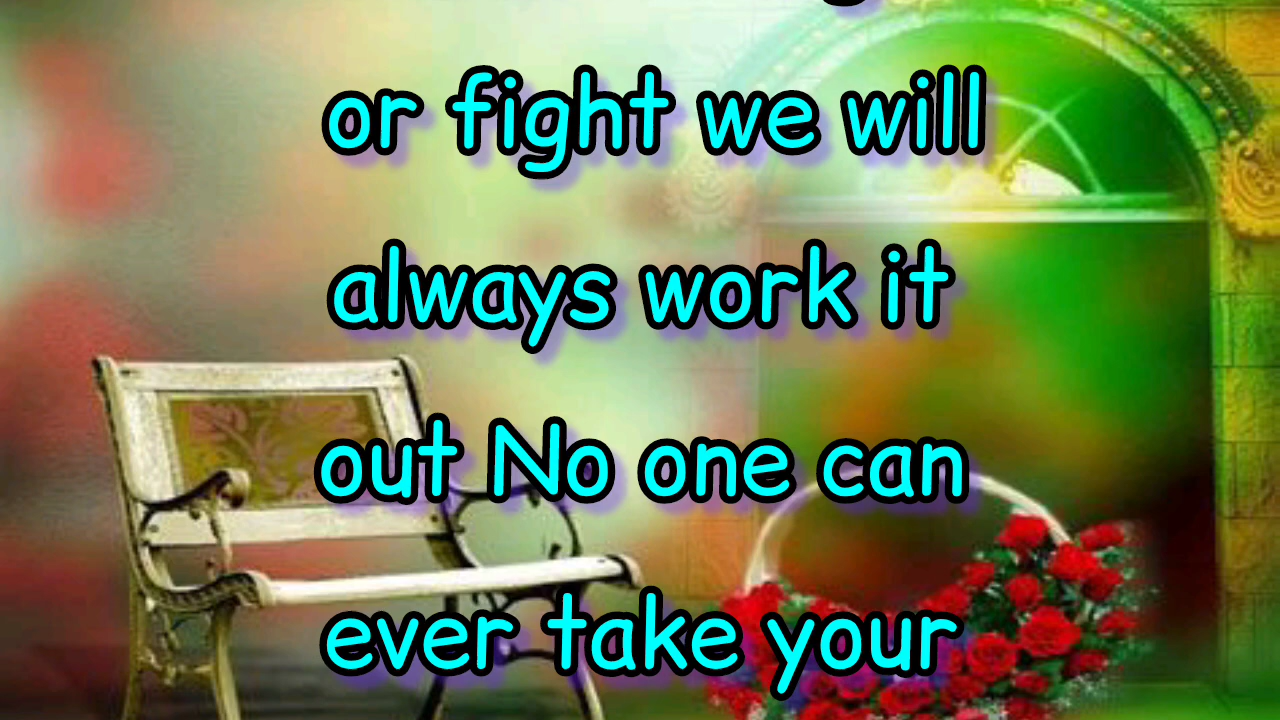 or fight we will
always work it
out No one can
ever take your